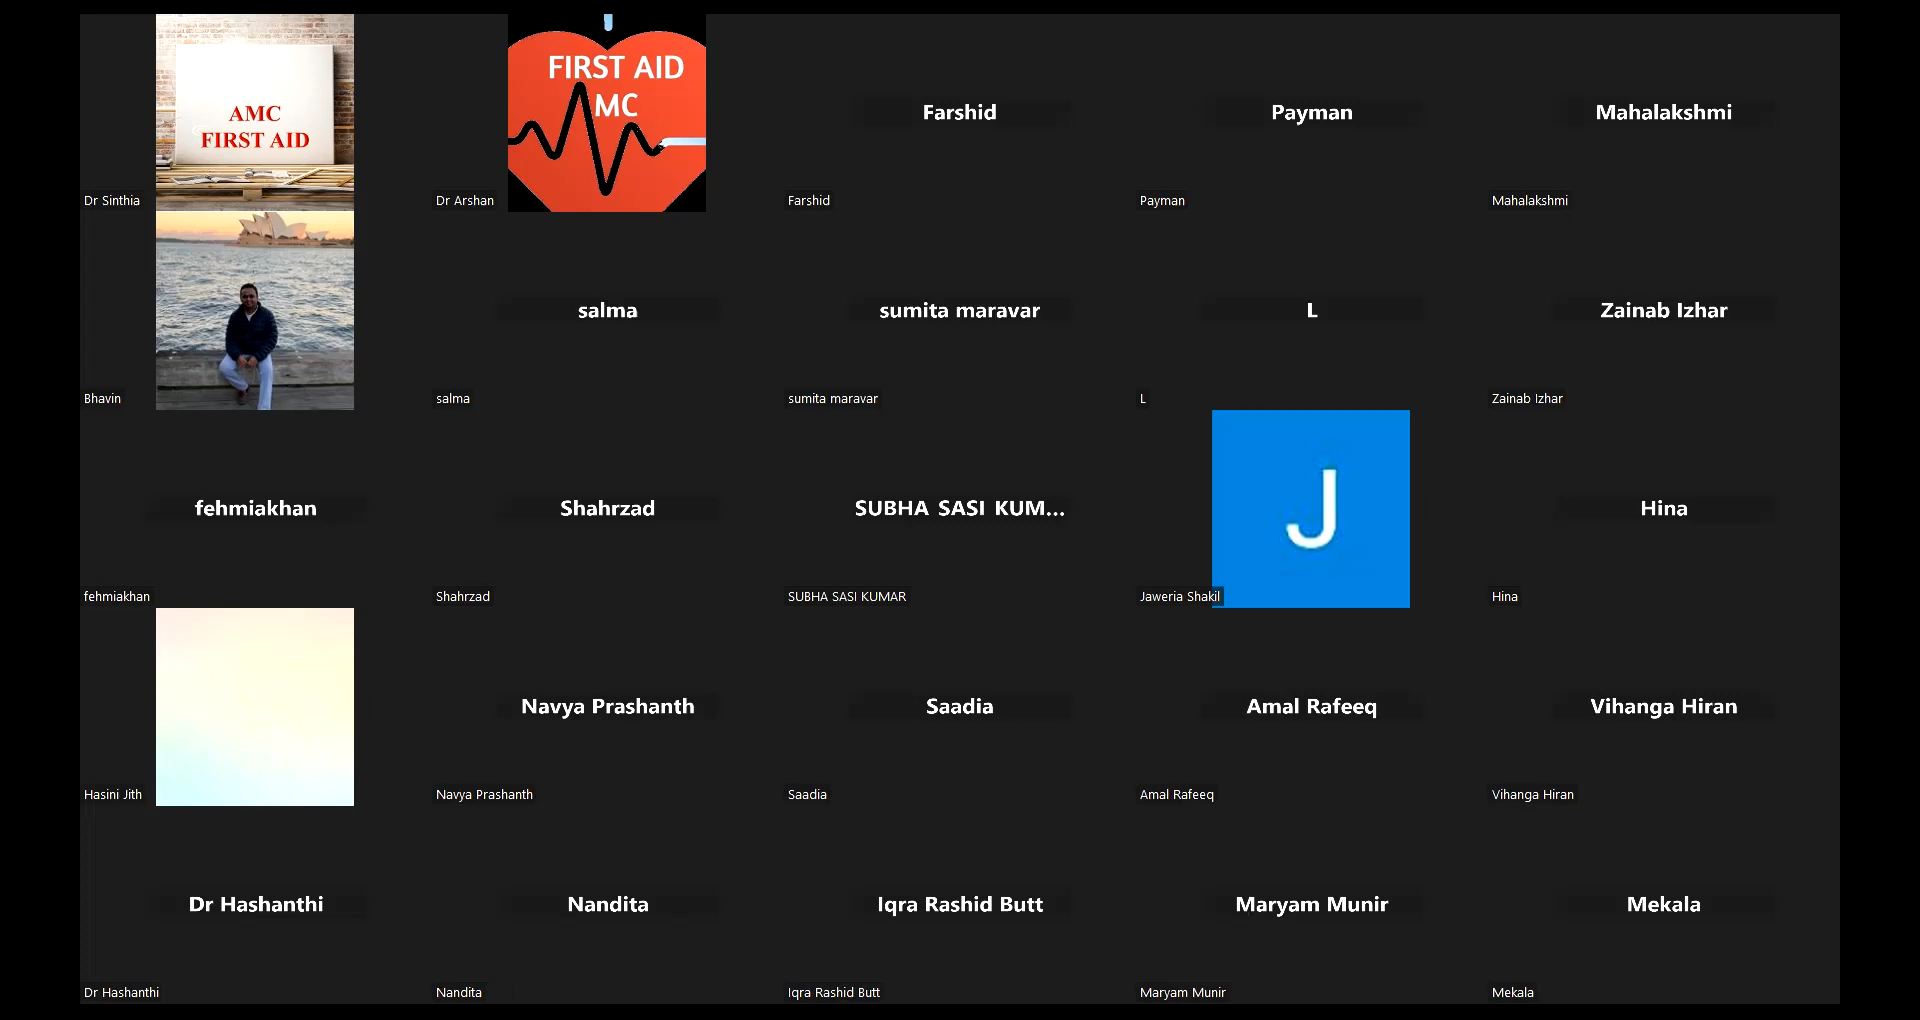 AMC
FIRST AID
Dr Sinthia
FIRST AID
MC
Dr Arshan
Farshid
Farshid
Payman
Payman
Mahalakshmi
Mahalakshmi
Bhavin
salma
salma
sumita maravar
sumita maravar
L
L
Zainab Izhar
Zainab Izhar
fehmiakhan
fehmiakhan
Shahrzad
Shahrzad
SUBHA SASI KUM...
SUBHA SASI KUMAR
J
Jaweria Shakil
Hina
Hina
Hasini Jith
Navya Prashanth
Navya Prashanth
Saadia
Saadia
Amal Rafeeq
Amal Rafeeq
Vihanga Hiran
Vihanga Hiran
Dr Hashanthi
Dr Hashanthi
Nandita
Nandita
Iqra Rashid Butt
Iqra Rashid Butt
Maryam Munir
Maryam Munir
Mekala
Mekala